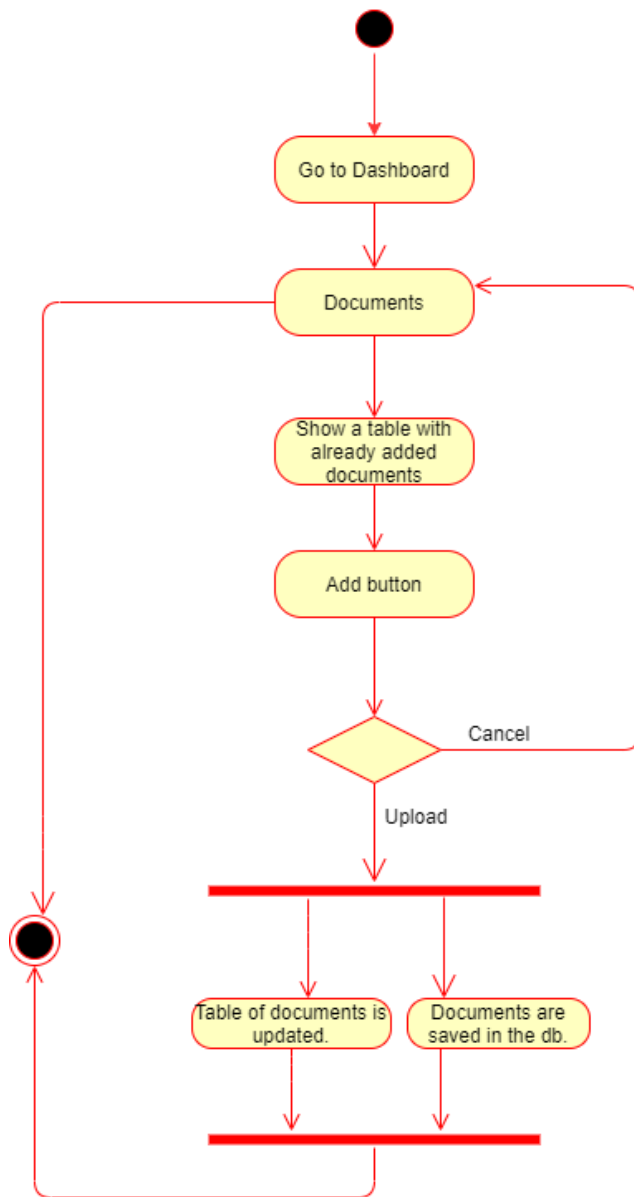 Go to Dashboard
Documents
Show a table with
already added
documents
Add button
Cancel
Upload
Table of documents is
updated.
Documents are
saved in the db.